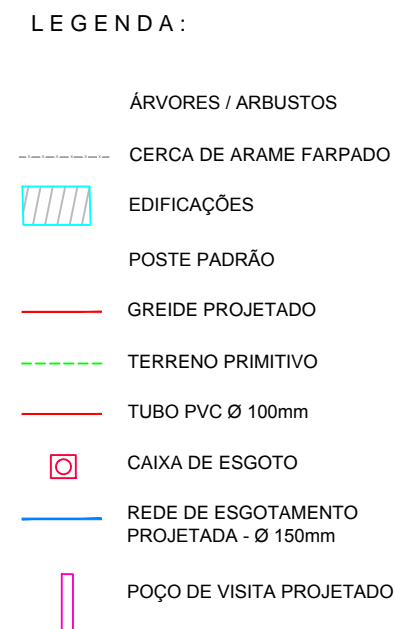 LEGENDA:
ÁRVORES / ARBUSTOS
CERCA DE ARAME FARPADO
EDIFICAÇÕES
POSTE PADRÃO
GREIDE PROJETADO
TERRENO PRIMITIVO
TUBO PVC Ø 100mm
CAIXA DE ESGOTO
REDE DE ESGOTAMENTO
PROJETADA - Ø 150mm
POÇO DE VISITA PROJETADO